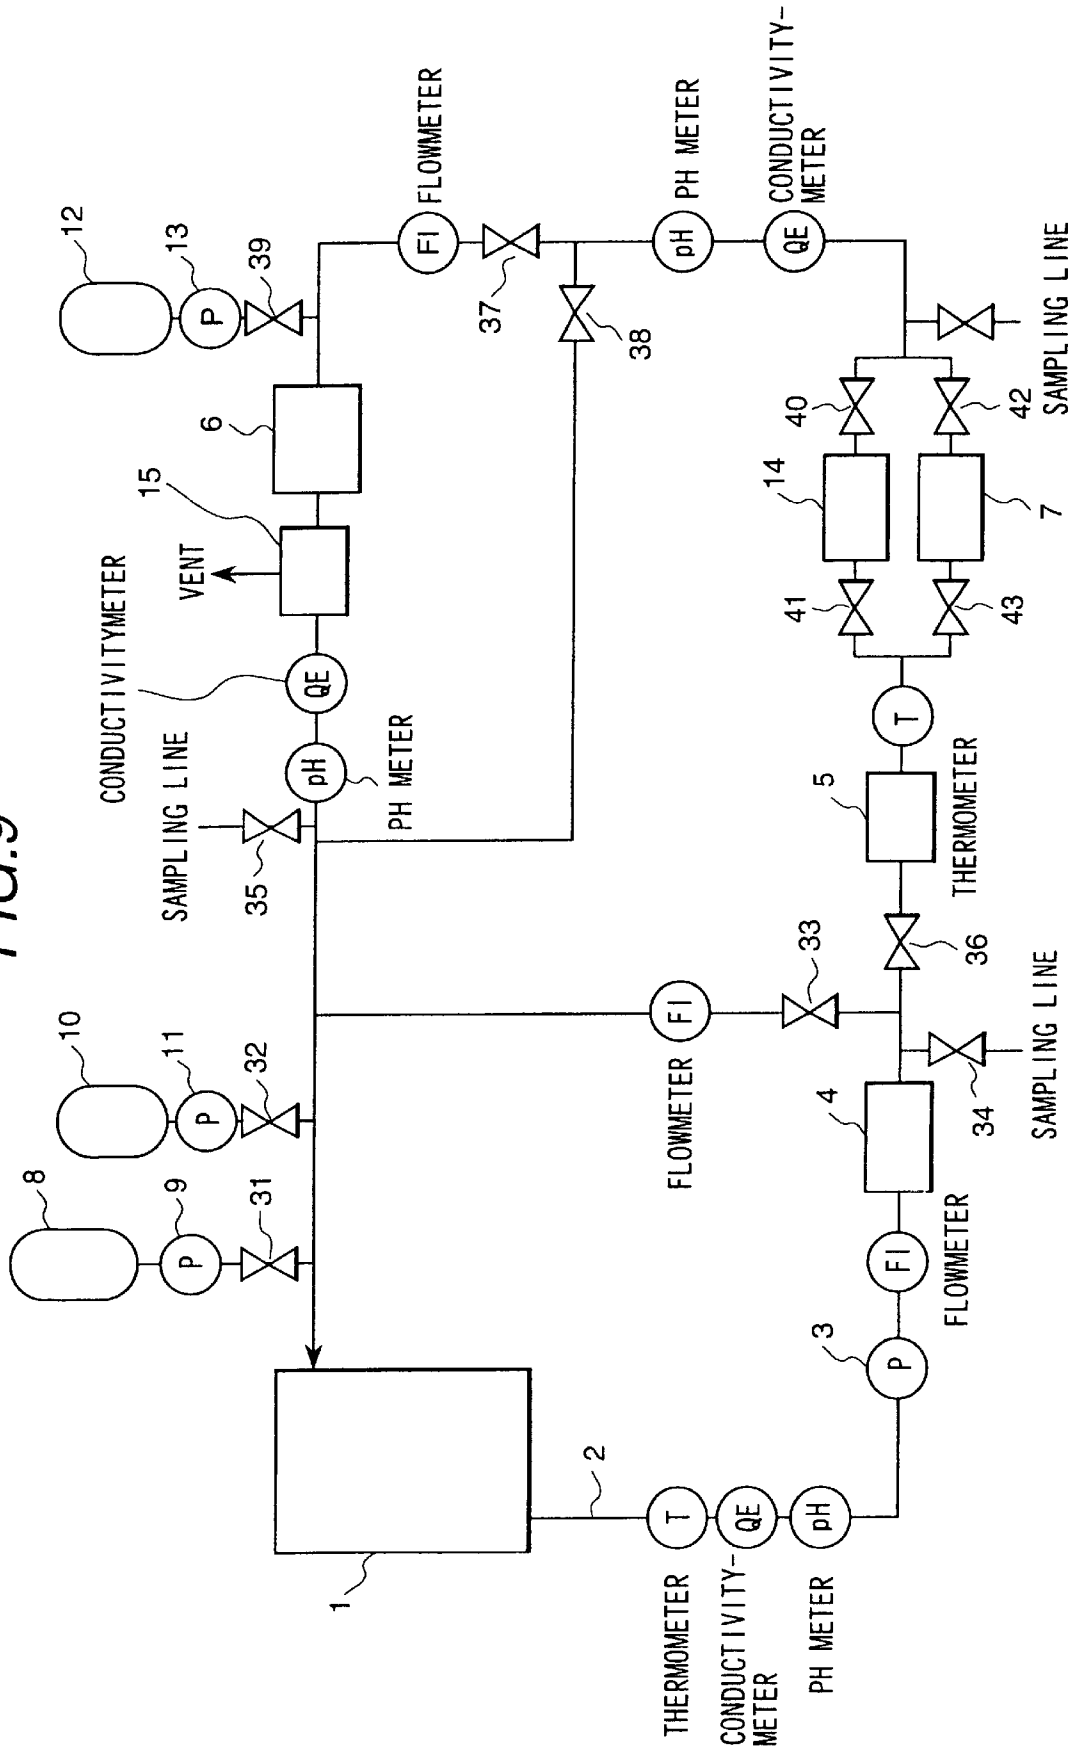 FIG.9
8
10
12
9
11
13
P
P
P
31
32
39
SAMPLING LINE
CONDUCTIVITYMETER
VENT
15
6
35
pH
QE
PH METER
1
FI
FLOWMETER
37
38
2
THERMOMETER
T
CONDUCTIVITY-
METER
QE
PH METER
pH
FLOWMETER
FI
33
pH
PH METER
QE
CONDUCTIVITY-
METER
3
P
FI
FLOWMETER
4
34
SAMPLING LINE
36
5
THERMOMETER
T
41
14
40
43
7
42
SAMPLING LINE